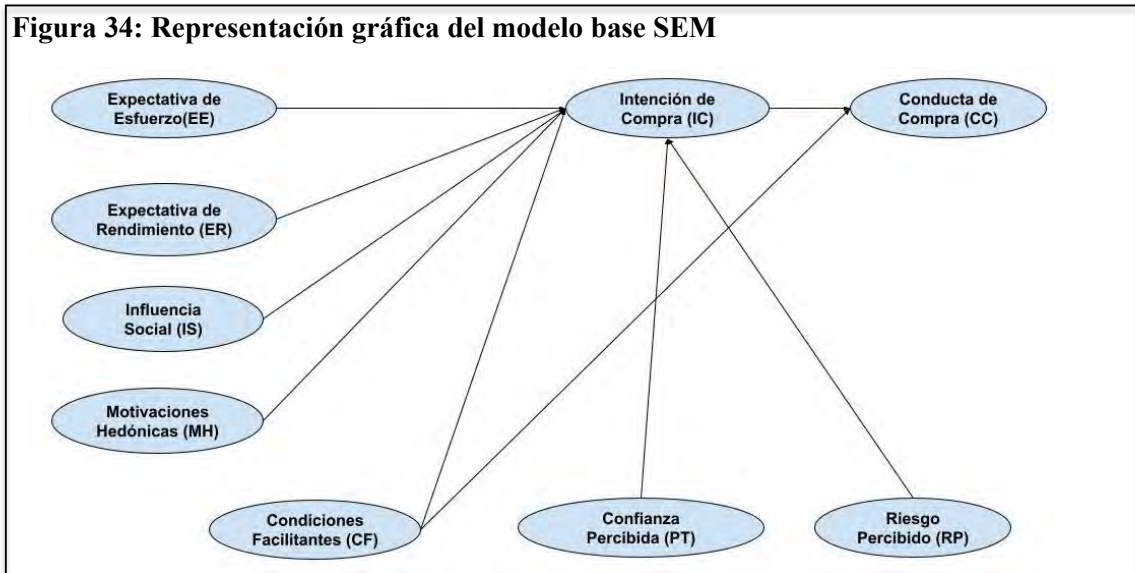 Figura 34: Representación gráfica del modelo base SEM
Expectativa de
Esfuerzo(EE)
Intención de
Compra (IC)
Conducta de
Compra (CC)
Expectativa de
Rendimiento (ER)
Influencia
Social (IS)
Motivaciones
Hedónicas (MH)
Condiciones
Facilitantes (CF)
Confianza
Percibida (PT)
Riesgo
Percibido (RP)